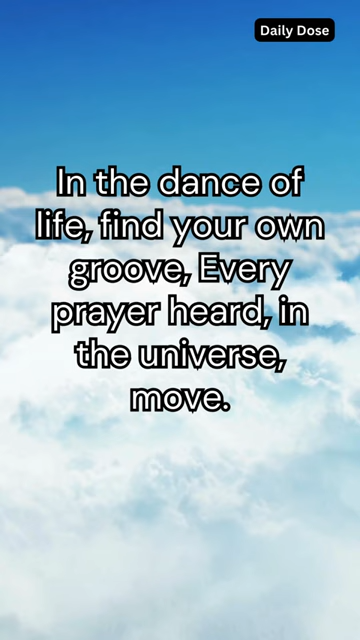 Daily Dose
In the dance of
life, find your own
groove, Every
prayer heard, in
the universe,
move.